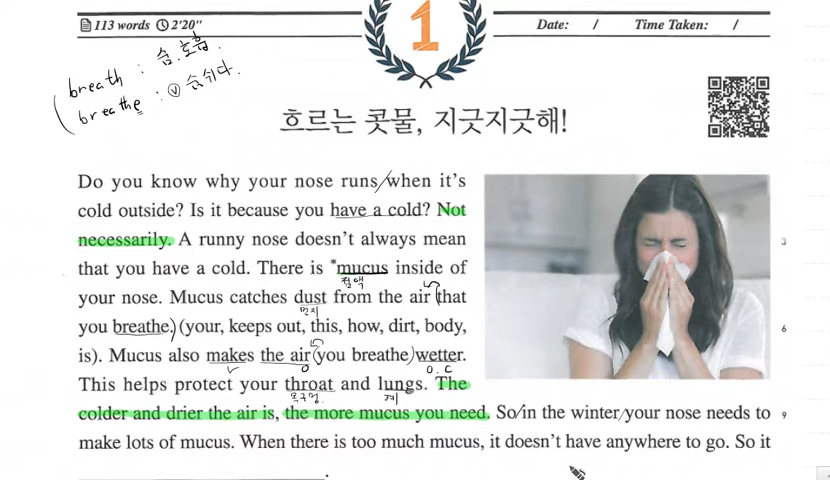 113 words 2'20"
1
Date: / Time Taken: /
breath : 숨. 호흡.
breathe : ⓥ 숨쉬다.
흐르는 콧물, 지긋지긋해!
Do you know why your nose runs/when it's
cold outside? Is it because you have a cold? Not
necessarily. A runny nose doesn't always mean
3
that you have a cold. There is *mucus inside of
점액
your nose. Mucus catches dust from the air (that
먼지
you breathe.) (your, keeps out, this, how, dirt, body,
6
is). Mucus also makes the air (you breathe) wetter.
O O.C
This helps protect your throat and lungs. The
목구멍 폐
colder and drier the air is, the more mucus you need. So/in the winter/your nose needs to
9
make lots of mucus. When there is too much mucus, it doesn't have anywhere to go. So it
.